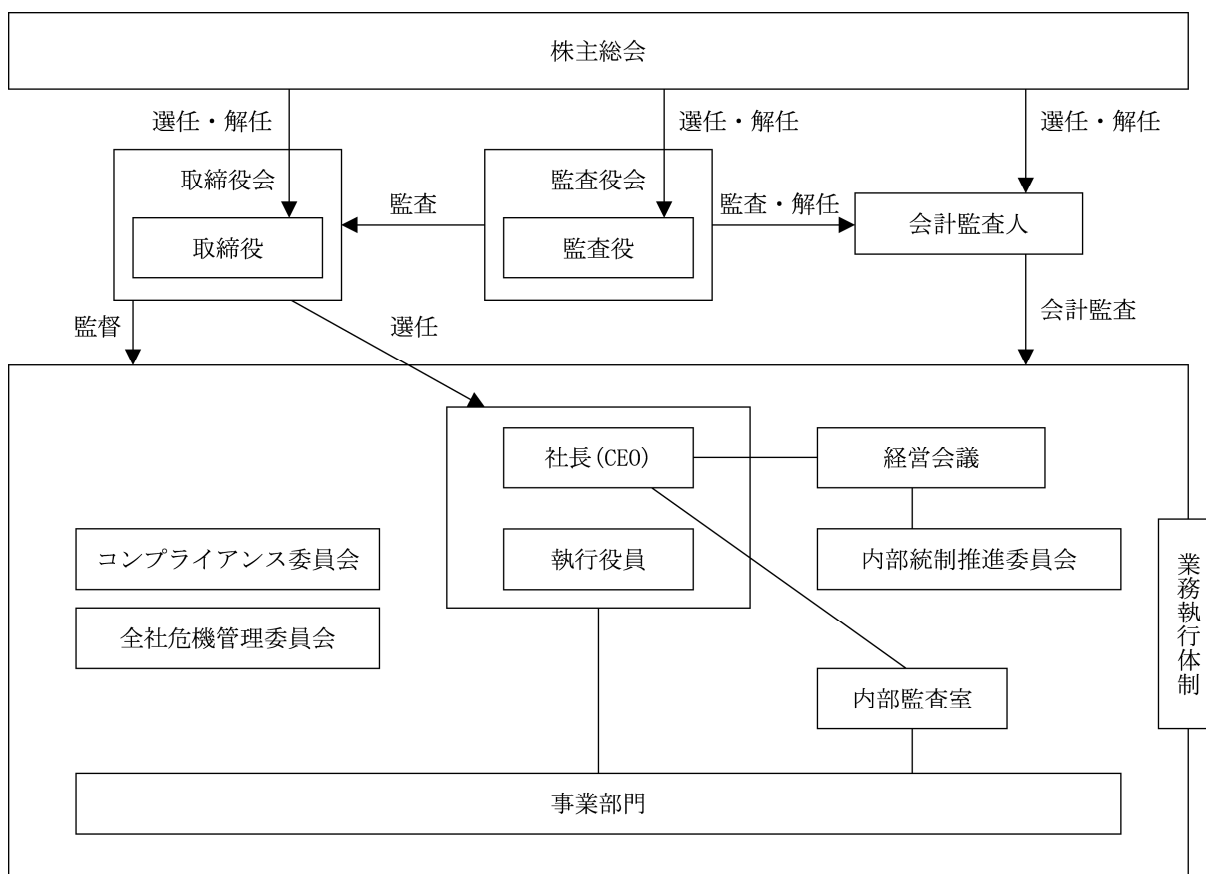 株主総会
選任・解任
選任・解任
選任・解任
取締役会
監査役会
取締役
監査
監査役
監査・解任
会計監査人
監督
選任
会計監査
社長(CEO)
経営会議
コンプライアンス委員会
執行役員
内部統制推進委員会
業務執行体制
全社危機管理委員会
内部監査室
事業部門